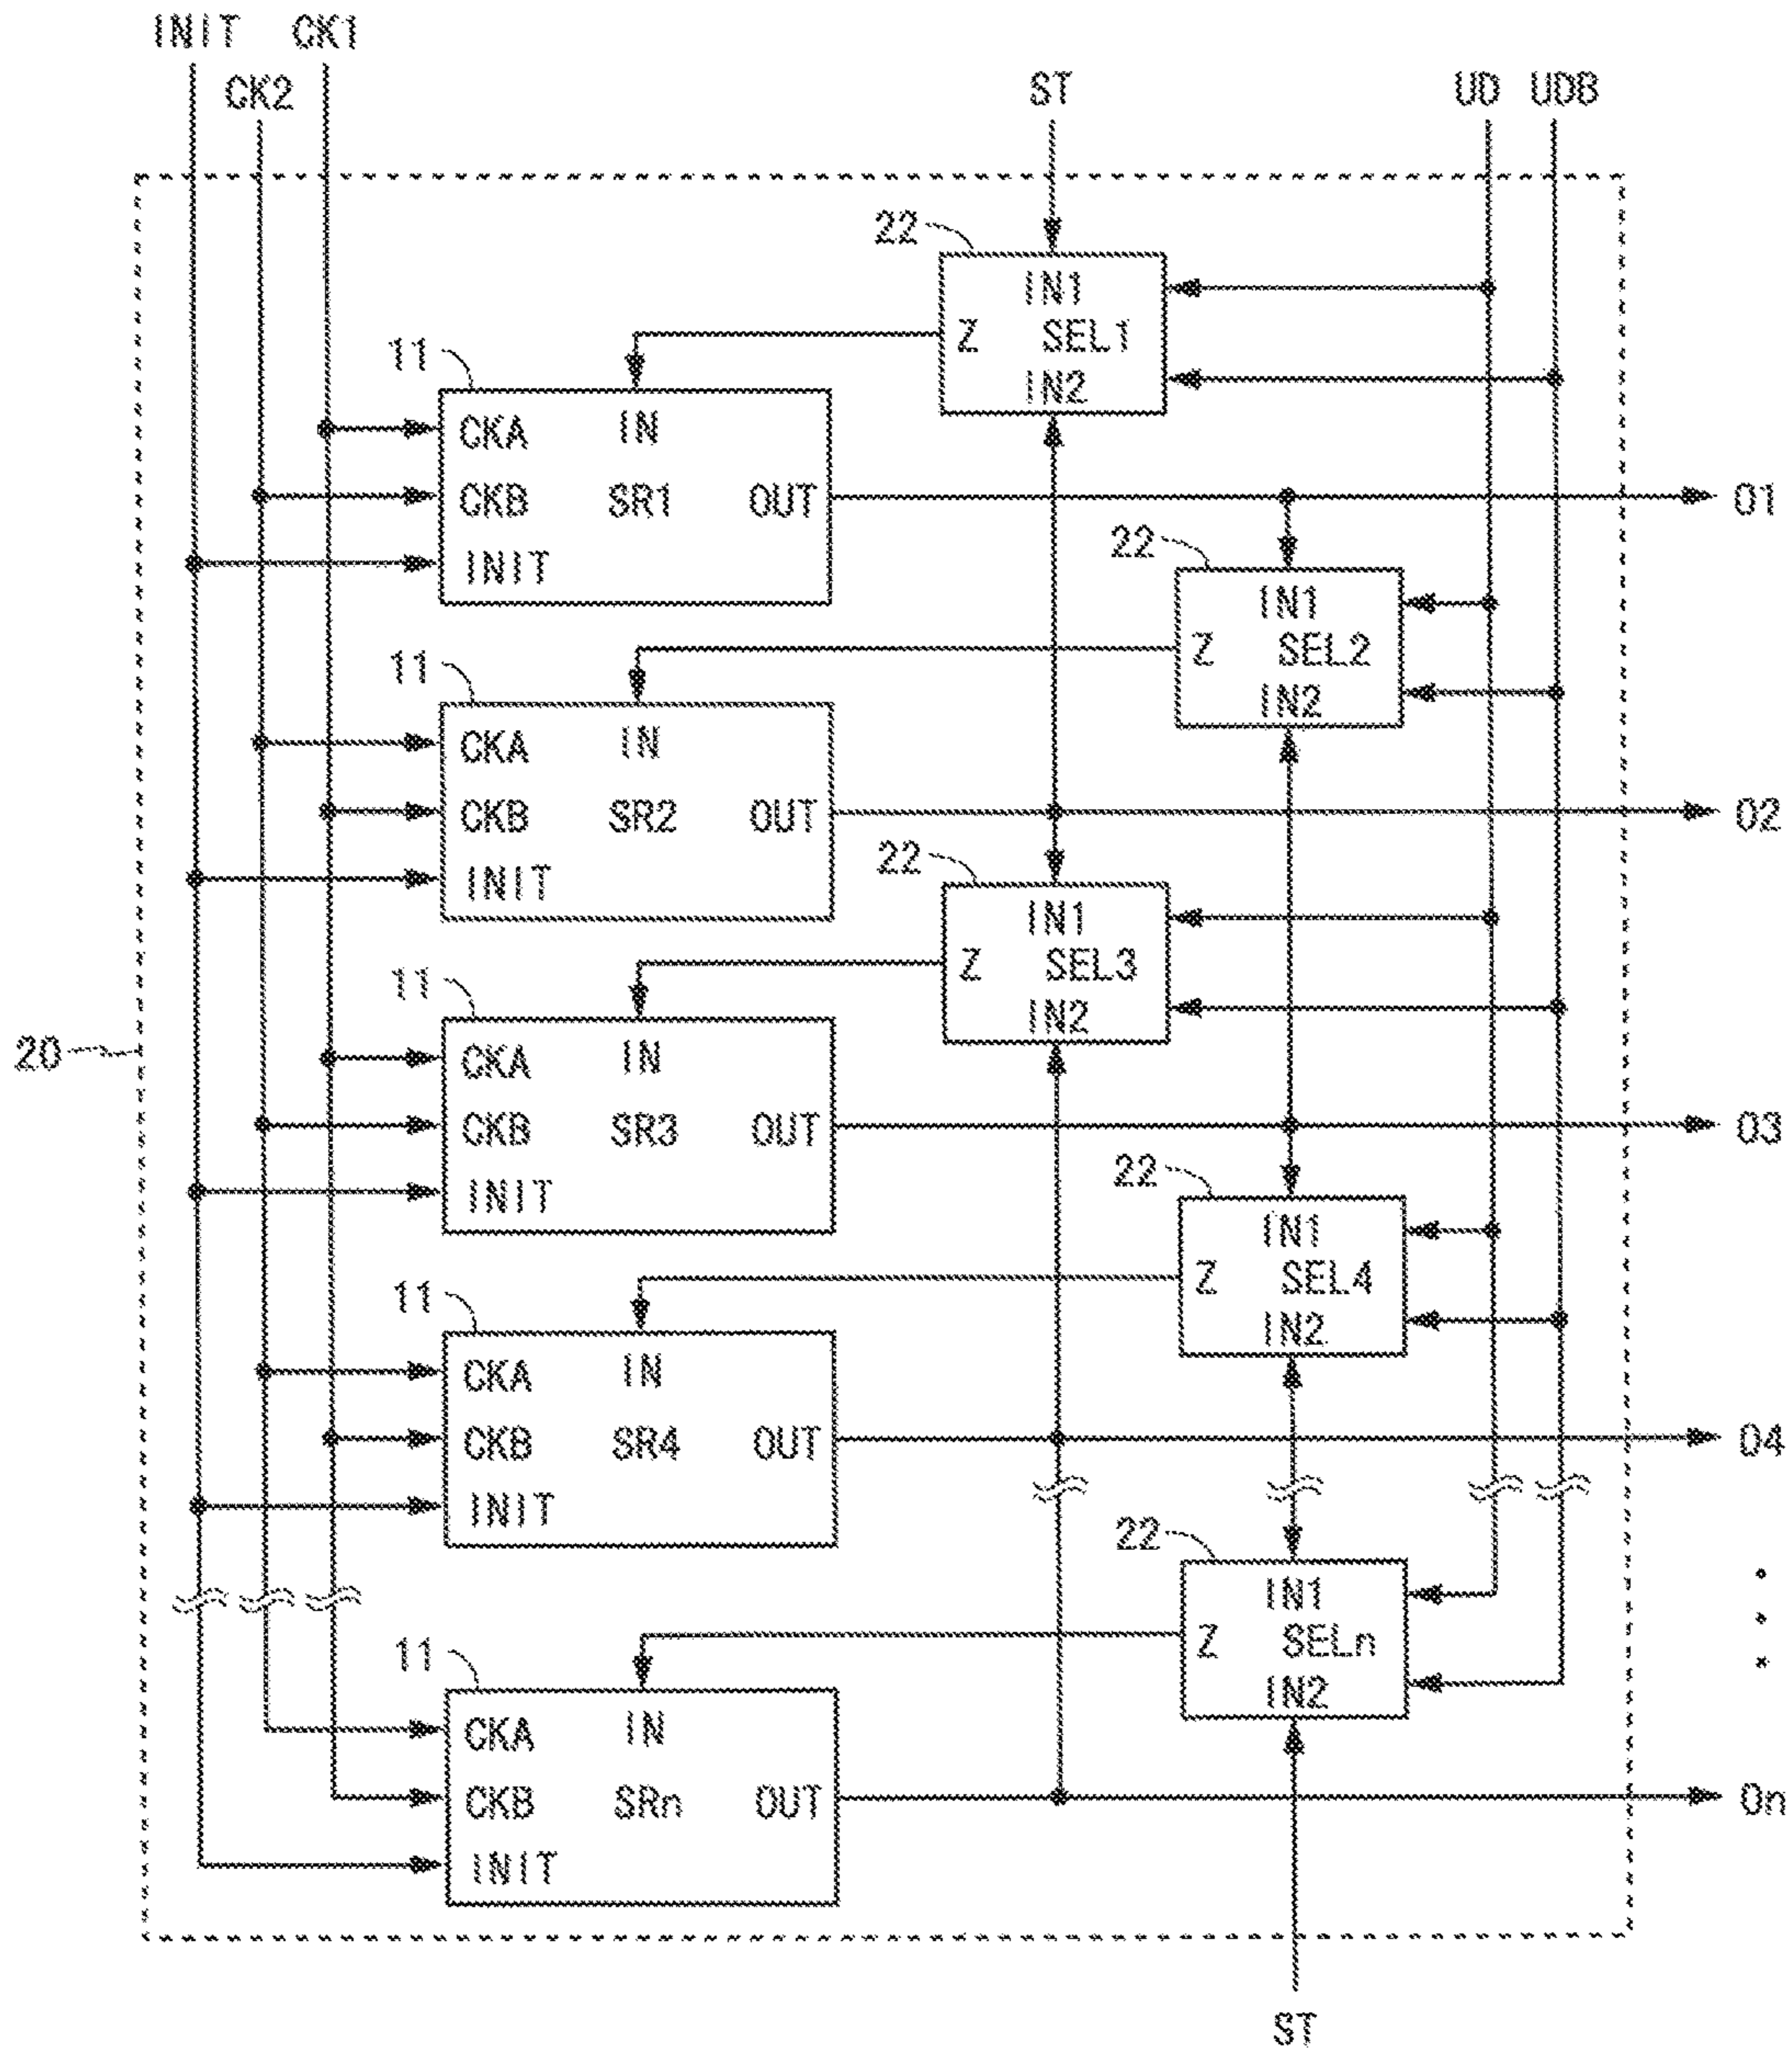 INIT CK1
CK2 ST UD UDB
22
IN1
Z SEL1
IN2
11
CKA IN
CKB SR1 OUT
INIT
O1
22
IN1
Z SEL2
IN2
11
CKA IN
CKB SR2 OUT
INIT
O2
22
IN1
Z SEL3
IN2
11
20
CKA IN
CKB SR3 OUT
INIT
O3
22
IN1
Z SEL4
IN2
11
CKA IN
CKB SR4 OUT
INIT
O4
22
IN1
Z SELn
IN2
11
CKA IN
CKB SRn OUT
INIT
On
ST